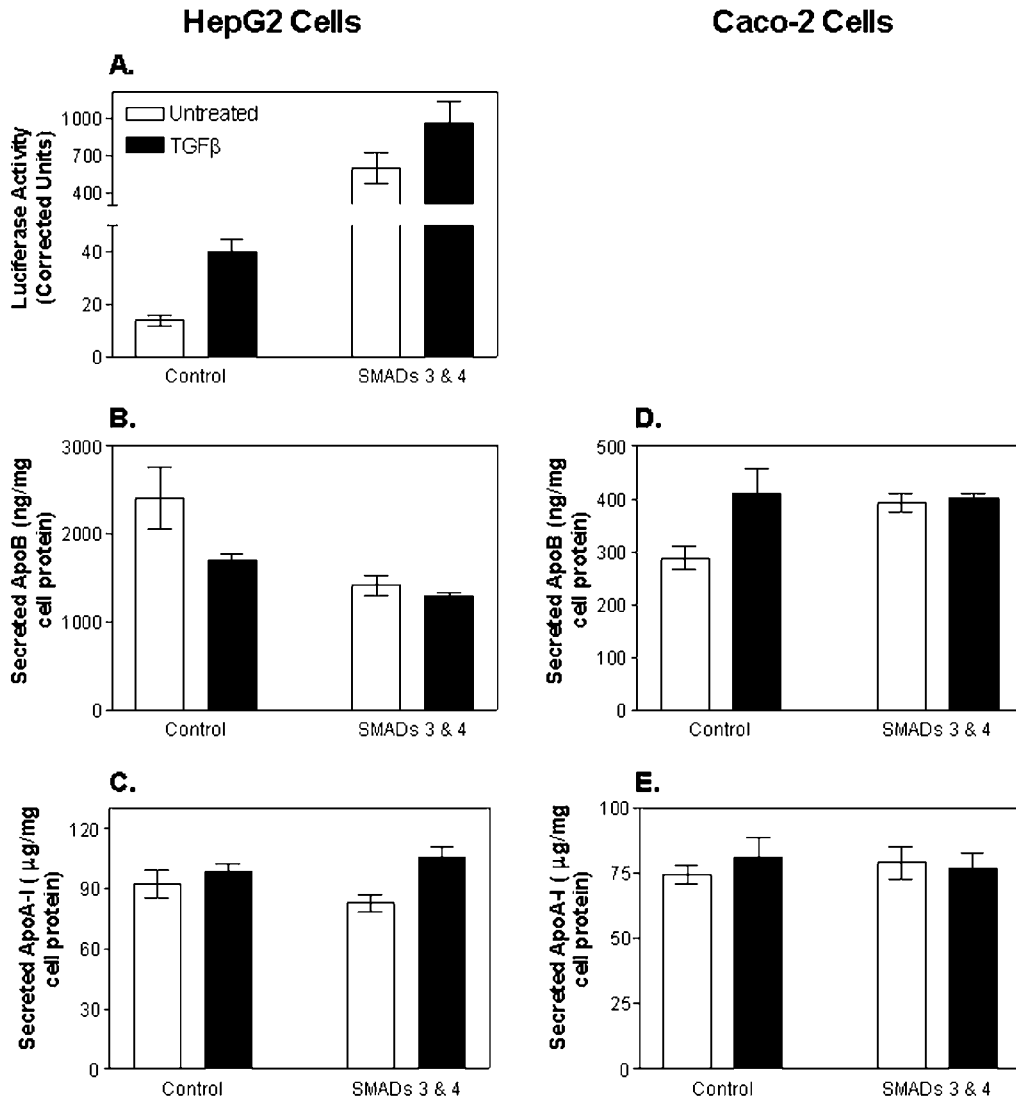 HepG2 Cells
Caco-2 Cells
A.
Luciferase Activity
(Corrected Units)
1000
700
400
40
20
0
Untreated
TGFβ
Control
SMADs 3 & 4
B.
Secreted ApoB (ng/mg
cell protein)
3000
2000
1000
0
Control
SMADs 3 & 4
D.
Secreted ApoB (ng/mg
cell protein)
500
400
300
200
100
0
Control
SMADs 3 & 4
C.
Secreted ApoA-I ( µg/mg
cell protein)
120
90
60
30
0
Control
SMADs 3 & 4
E.
Secreted ApoA-I ( µg/mg
cell protein)
100
75
50
25
0
Control
SMADs 3 & 4